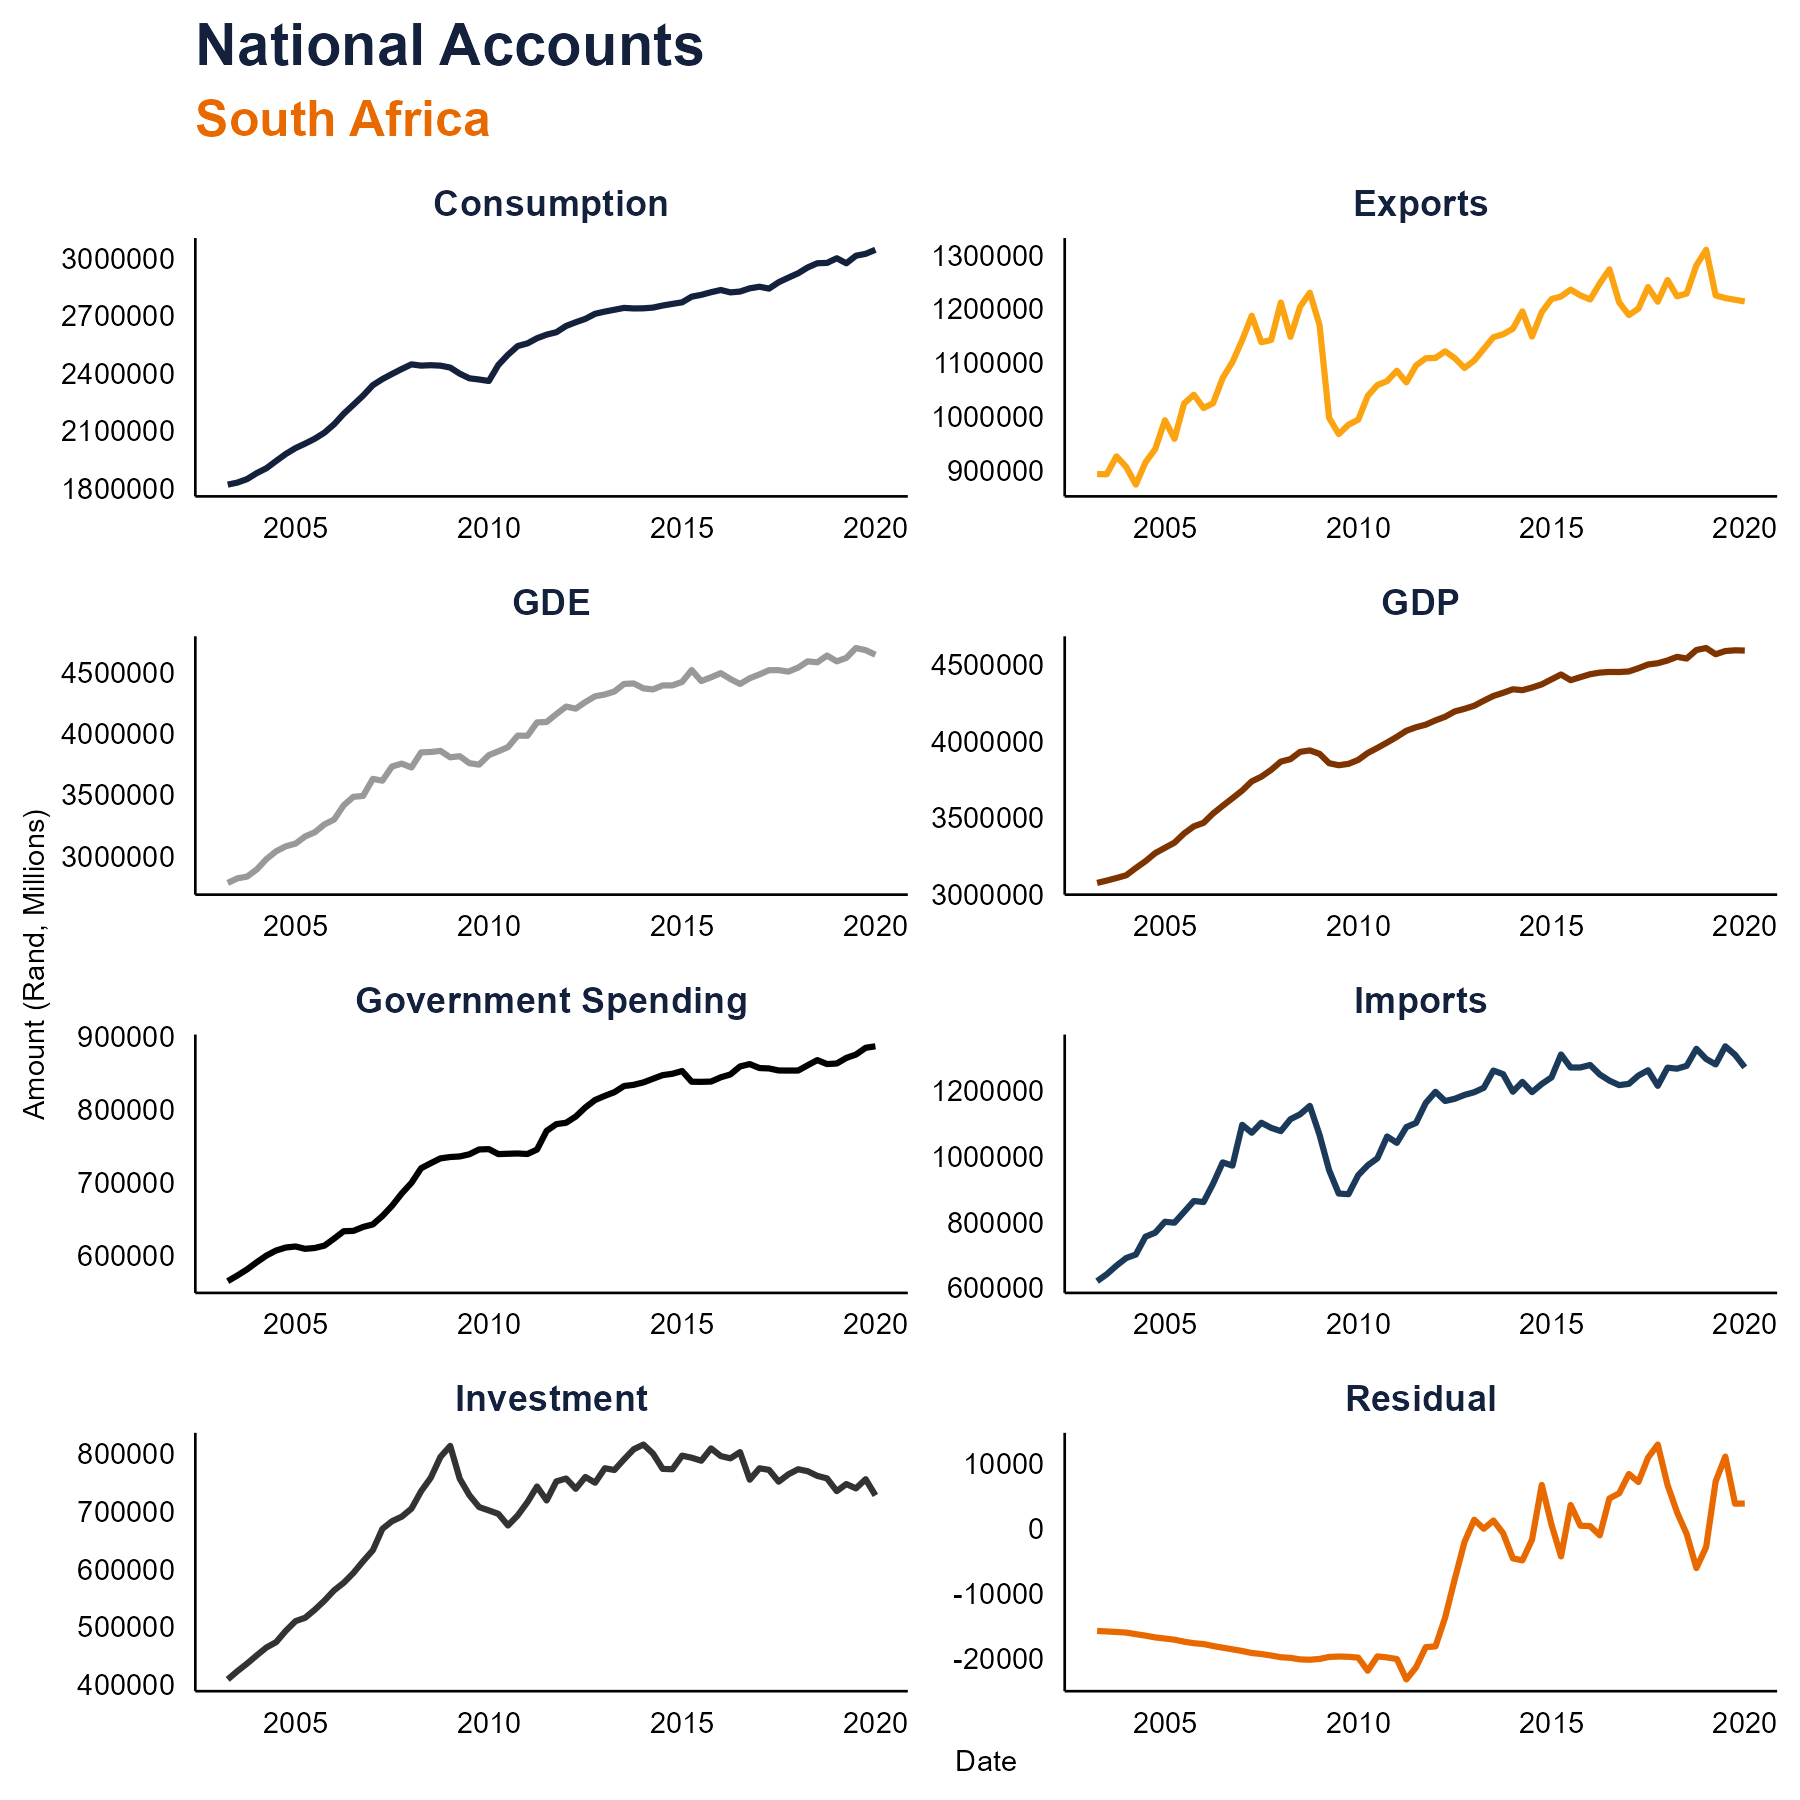 National Accounts
South Africa
Amount (Rand, Millions)
Consumption
3000000
2700000
2400000
2100000
1800000
2005 2010 2015 2020
Exports
1300000
1200000
1100000
1000000
900000
2005 2010 2015 2020
GDE
4500000
4000000
3500000
3000000
2005 2010 2015 2020
GDP
4500000
4000000
3500000
3000000
2005 2010 2015 2020
Government Spending
900000
800000
700000
600000
2005 2010 2015 2020
Imports
1200000
1000000
800000
600000
2005 2010 2015 2020
Investment
800000
700000
600000
500000
400000
2005 2010 2015 2020
Residual
10000
0
-10000
-20000
2005 2010 2015 2020
Date